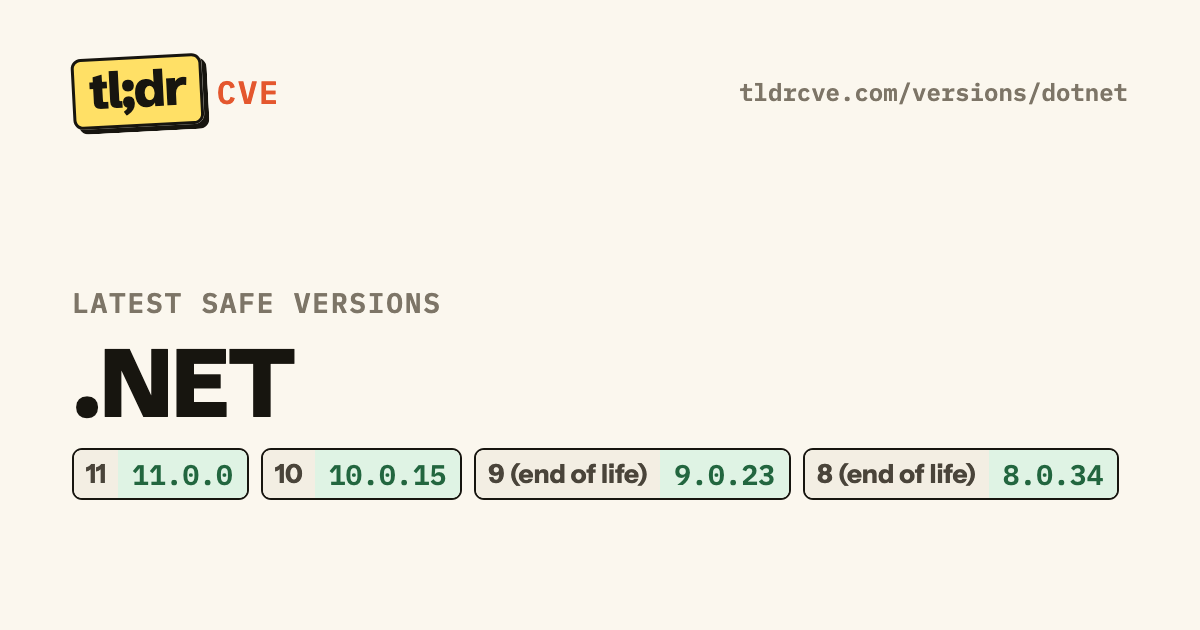 tl;dr CVE
tldrcve.com/versions/dotnet
LATEST SAFE VERSIONS
.NET
11 11.0.0 10 10.0.15 9 (end of life) 9.0.23 8 (end of life) 8.0.34